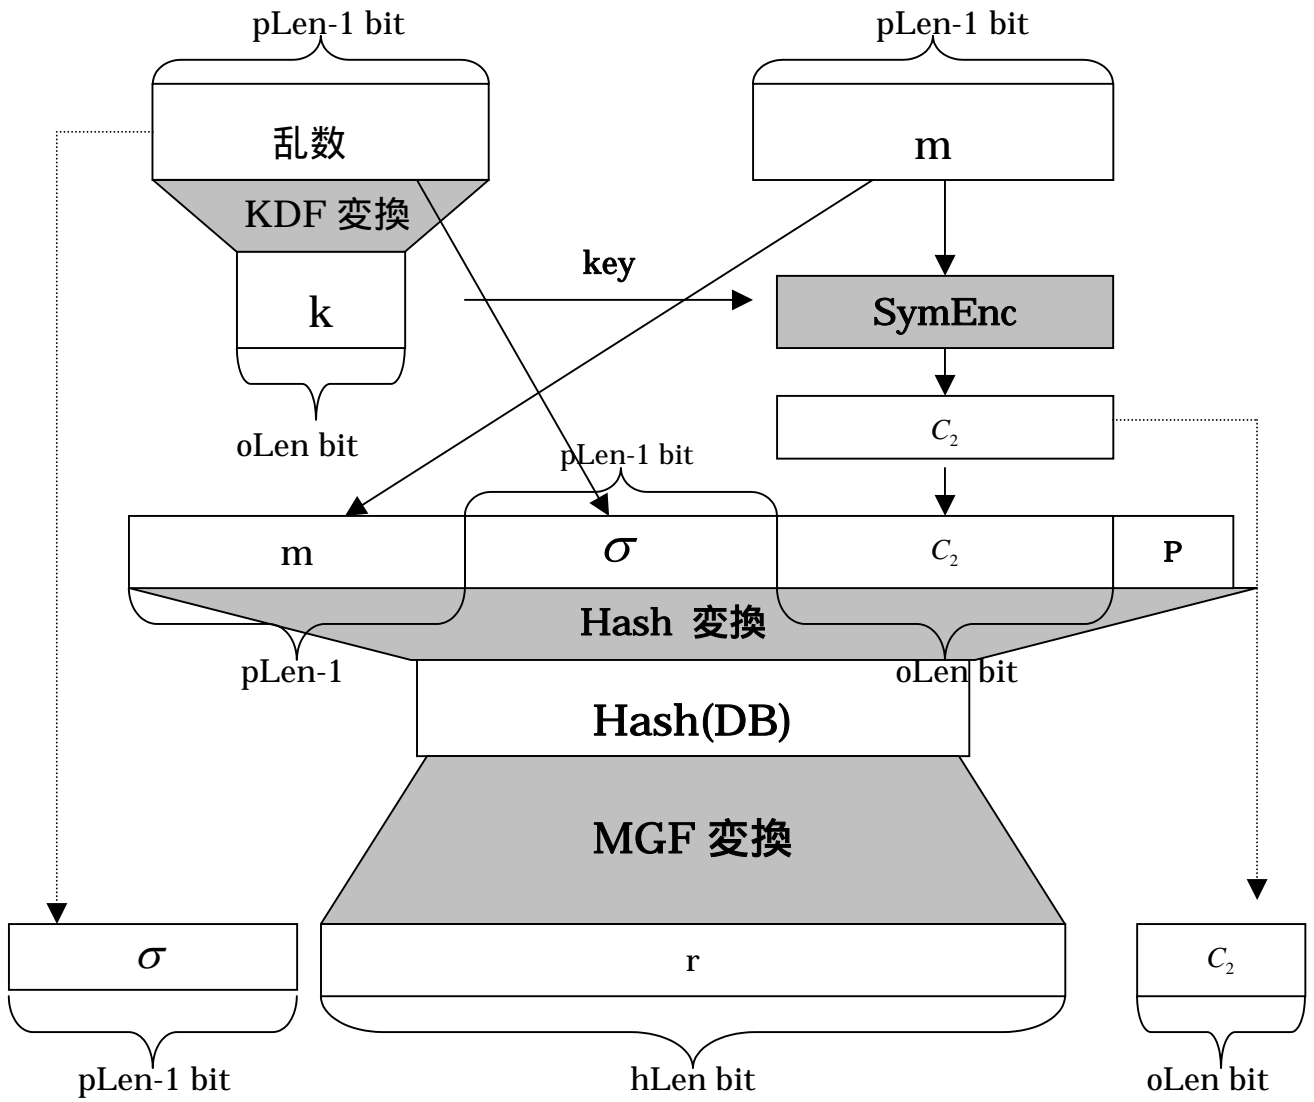 pLen-1 bit
pLen-1 bit
乱数
m
KDF 変換
key
k
SymEnc
C₂
oLen bit
pLen-1 bit
m
σ
C₂
P
Hash 変換
pLen-1
oLen bit
Hash(DB)
MGF 変換
σ
r
C₂
pLen-1 bit
hLen bit
oLen bit